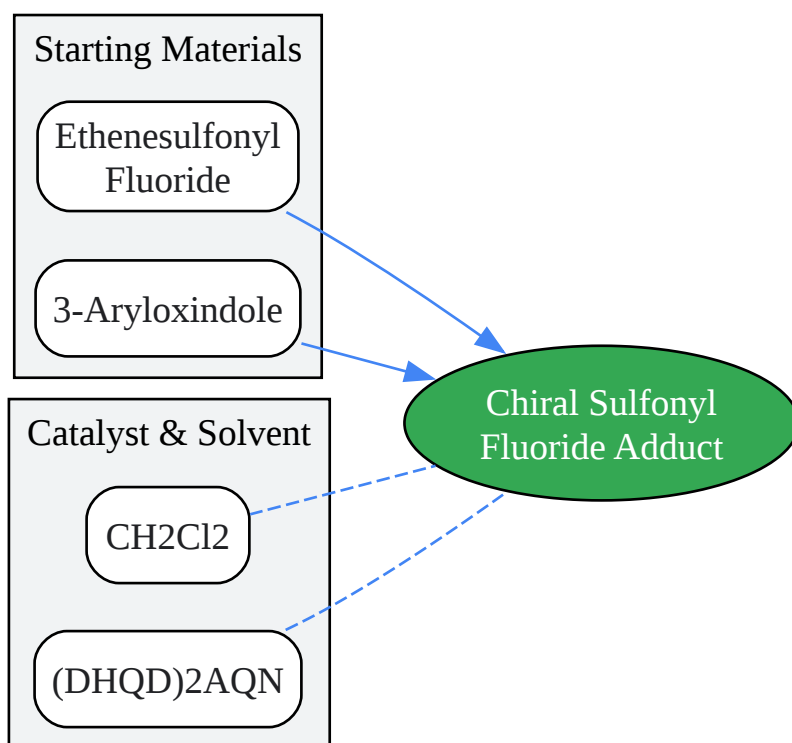 Starting Materials
Ethenesulfonyl
Fluoride
3-Aryloxindole
Chiral Sulfonyl
Fluoride Adduct
Catalyst & Solvent
CH2Cl2
(DHQD)2AQN